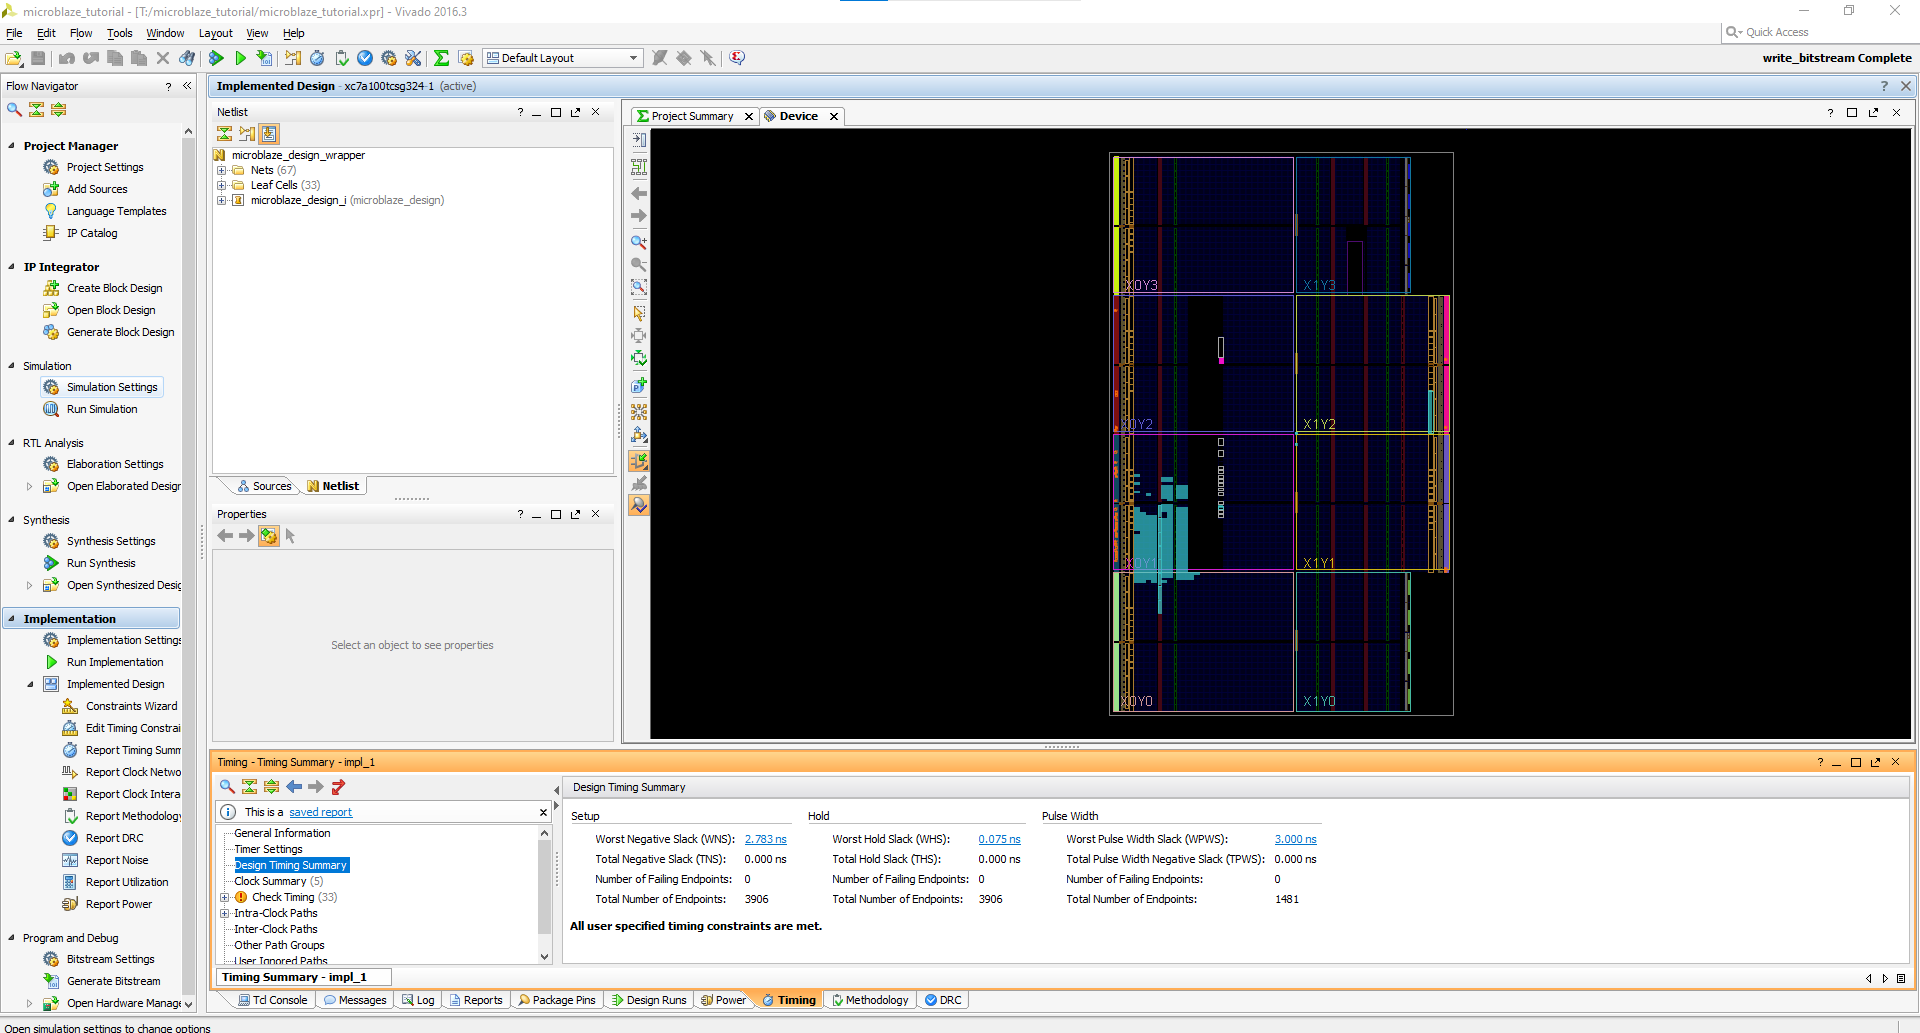 microblaze_tutorial - [T:/microblaze_tutorial/microblaze_tutorial.xpr] - Vivado 2016.3
File Edit Flow Tools Window Layout View Help
Quick Access
Default Layout
write_bitstream Complete
Flow Navigator
Project Manager
Project Settings
Add Sources
Language Templates
IP Catalog
IP Integrator
Create Block Design
Open Block Design
Generate Block Design
Simulation
Simulation Settings
Run Simulation
RTL Analysis
Elaboration Settings
Open Elaborated Design
Synthesis
Synthesis Settings
Run Synthesis
Open Synthesized Desig
Implementation
Implementation Settings
Run Implementation
Implemented Design
Constraints Wizard
Edit Timing Constrai
Report Timing Summ
Report Clock Netwo
Report Clock Intera
Report Methodology
Report DRC
Report Noise
Report Utilization
Report Power
Program and Debug
Bitstream Settings
Generate Bitstream
Open Hardware Manage
Implemented Design - xc7a100tcsg324-1 (active)
Netlist
microblaze_design_wrapper
Nets (67)
Leaf Cells (33)
microblaze_design_i (microblaze_design)
Sources Netlist
Properties
Select an object to see properties
Project Summary Device
X0Y3 X1Y3
X0Y2 X1Y2
X0Y1 X1Y1
X0Y0 X1Y0
Timing - Timing Summary - impl_1
This is a saved report
General Information
Timer Settings
Design Timing Summary
Clock Summary (5)
Check Timing (33)
Intra-Clock Paths
Inter-Clock Paths
Other Path Groups
User Ignored Paths
Design Timing Summary
Setup Hold Pulse Width
Worst Negative Slack (WNS): 2.783 ns Worst Hold Slack (WHS): 0.075 ns Worst Pulse Width Slack (WPWS): 3.000 ns
Total Negative Slack (TNS): 0.000 ns Total Hold Slack (THS): 0.000 ns Total Pulse Width Negative Slack (TPWS): 0.000 ns
Number of Failing Endpoints: 0 Number of Failing Endpoints: 0 Number of Failing Endpoints: 0
Total Number of Endpoints: 3906 Total Number of Endpoints: 3906 Total Number of Endpoints: 1481
All user specified timing constraints are met.
Timing Summary - impl_1
Tcl Console Messages Log Reports Package Pins Design Runs Power Timing Methodology DRC
Open simulation settings to change options